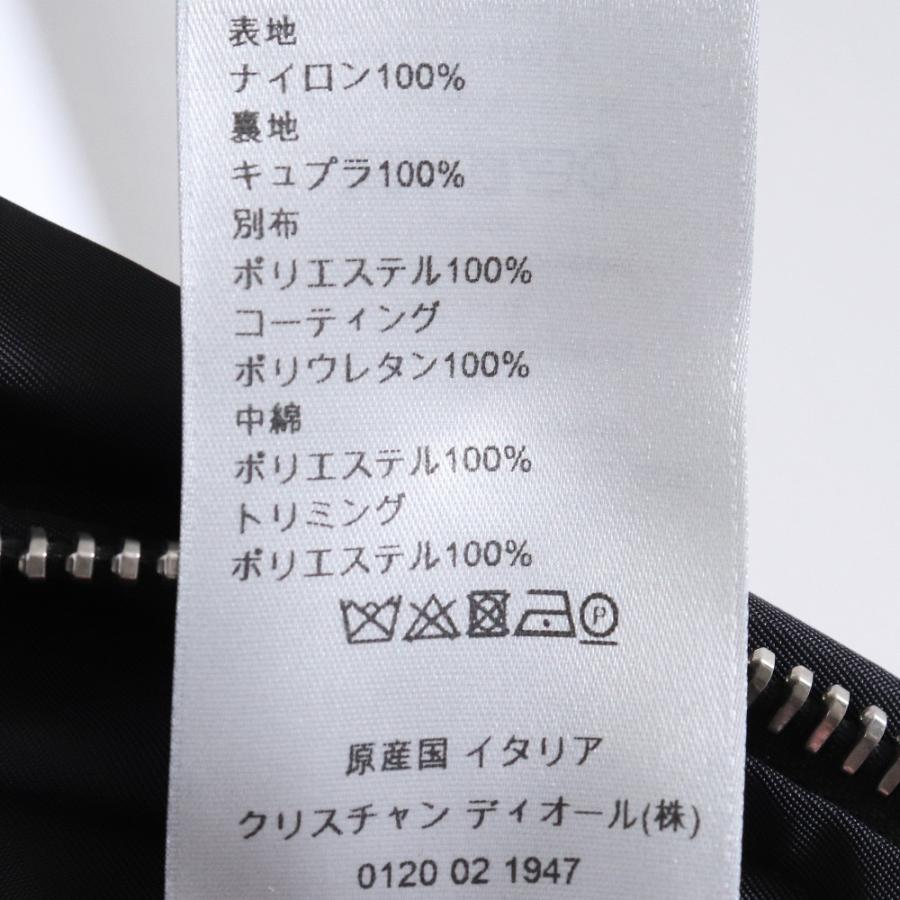 表地
ナイロン100%
裏地
キュプラ100%
別布
ポリエステル100%
コーティング
ポリウレタン100%
中綿
ポリエステル100%
トリミング
ポリエステル100%
P
原産国 イタリア
クリスチャン ディオール(株)
0120 02 1947